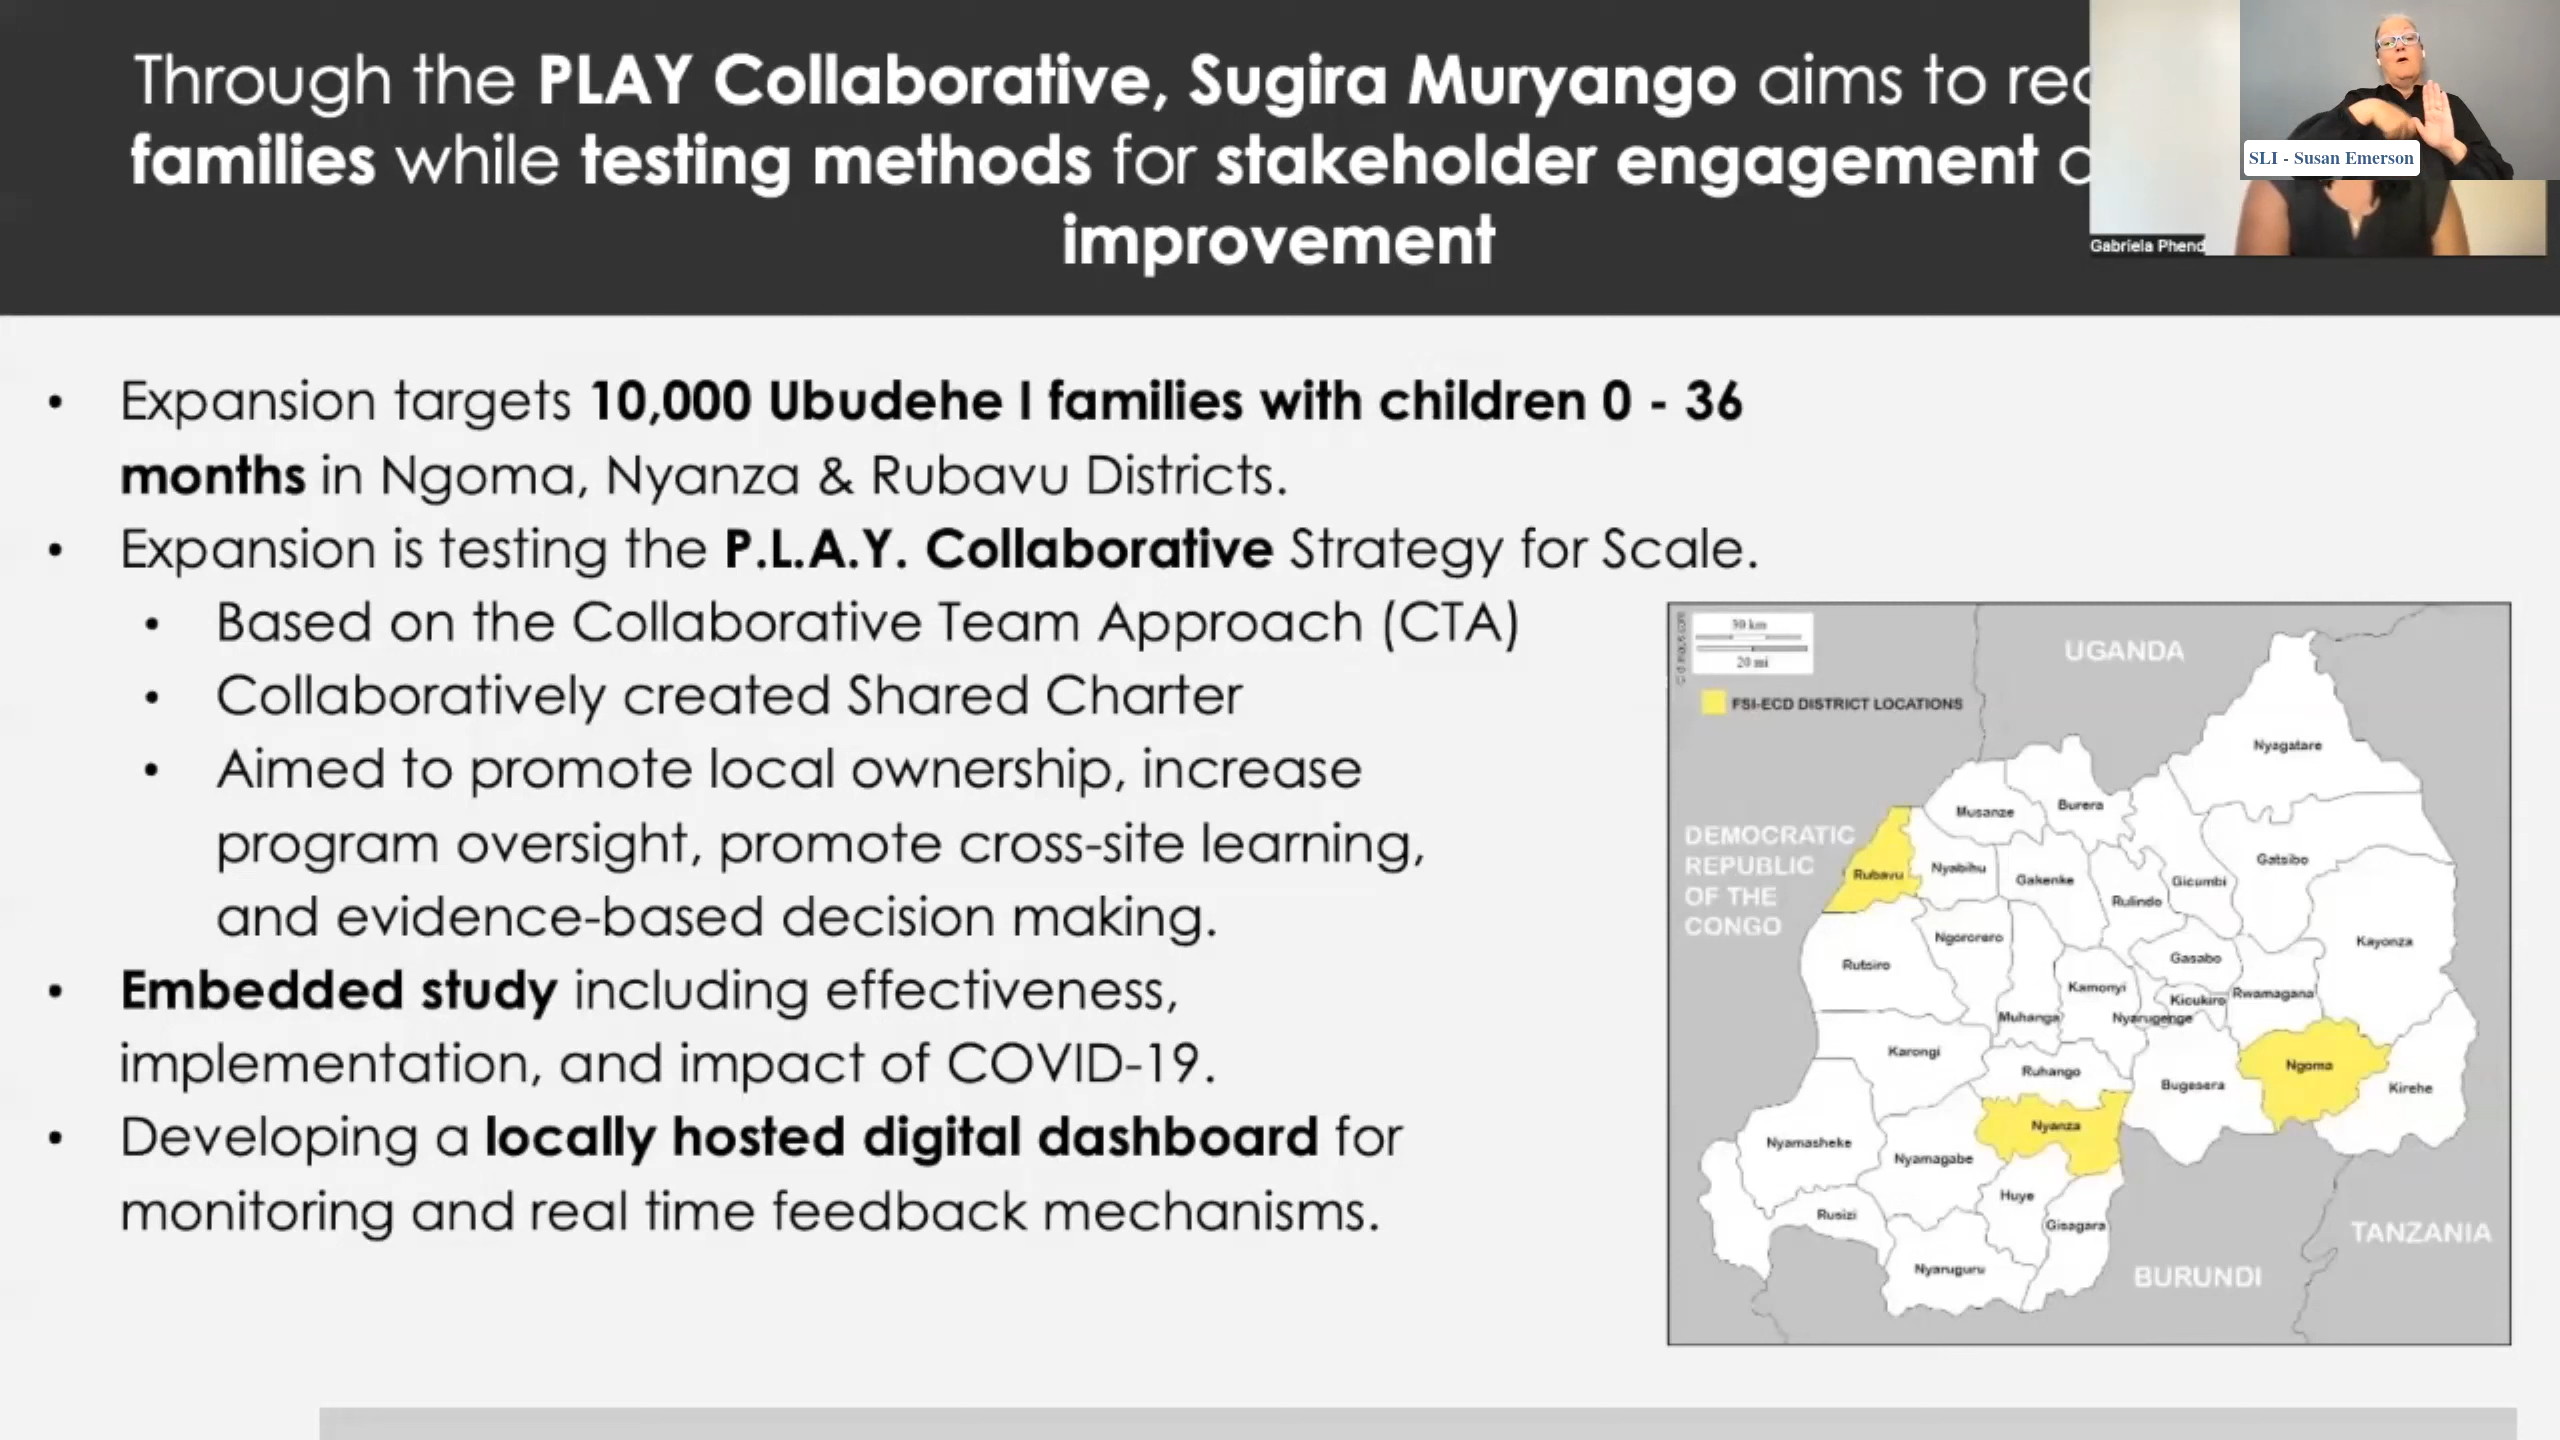 Through the PLAY Collaborative, Sugira Muryango aims to
families while testing methods for stakeholder engagement
improvement
SLI - Susan Emerson
Gabriela Phend
• Expansion targets 10,000 Ubudehe I families with children 0 - 36
months in Ngoma, Nyanza & Rubavu Districts.
• Expansion is testing the P.L.A.Y. Collaborative Strategy for Scale.
• Based on the Collaborative Team Approach (CTA)
• Collaboratively created Shared Charter
• Aimed to promote local ownership, increase
program oversight, promote cross-site learning,
and evidence-based decision making.
• Embedded study including effectiveness,
implementation, and impact of COVID-19.
• Developing a locally hosted digital dashboard for
monitoring and real time feedback mechanisms.
30 km
20 mi
FSI-ECD DISTRICT LOCATIONS
UGANDA
DEMOCRATIC
REPUBLIC
OF THE
CONGO
Nyagatare
Musanze
Burera
Rubavu
Nyabihu
Gakenke
Rulindo
Gicumbi
Gatsibo
Ngororero
Rutsiro
Gasabo
Kayonza
Kamonyi
Kicukiro
Rwamagana
Muhanga
Nyarugenge
Karongi
Ruhango
Bugesera
Ngoma
Kirehe
Nyanza
Nyamasheke
Nyamagabe
Huye
Rusizi
Gisagara
Nyaruguru
TANZANIA
BURUNDI